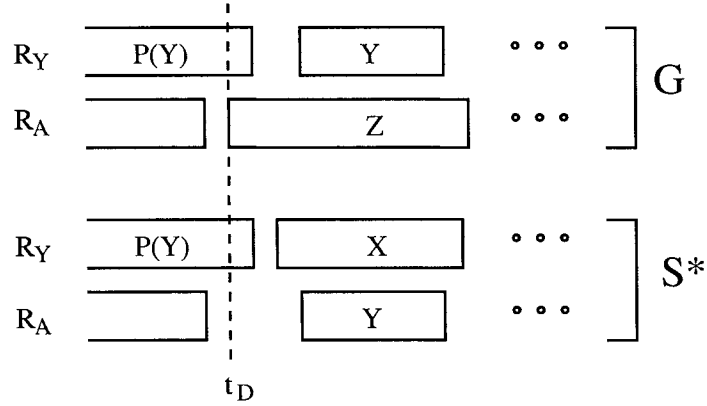 R_Y P(Y) Y ∘ ∘ ∘
G
R_A Z ∘ ∘ ∘
R_Y P(Y) X ∘ ∘ ∘
S*
R_A Y ∘ ∘ ∘
t_D